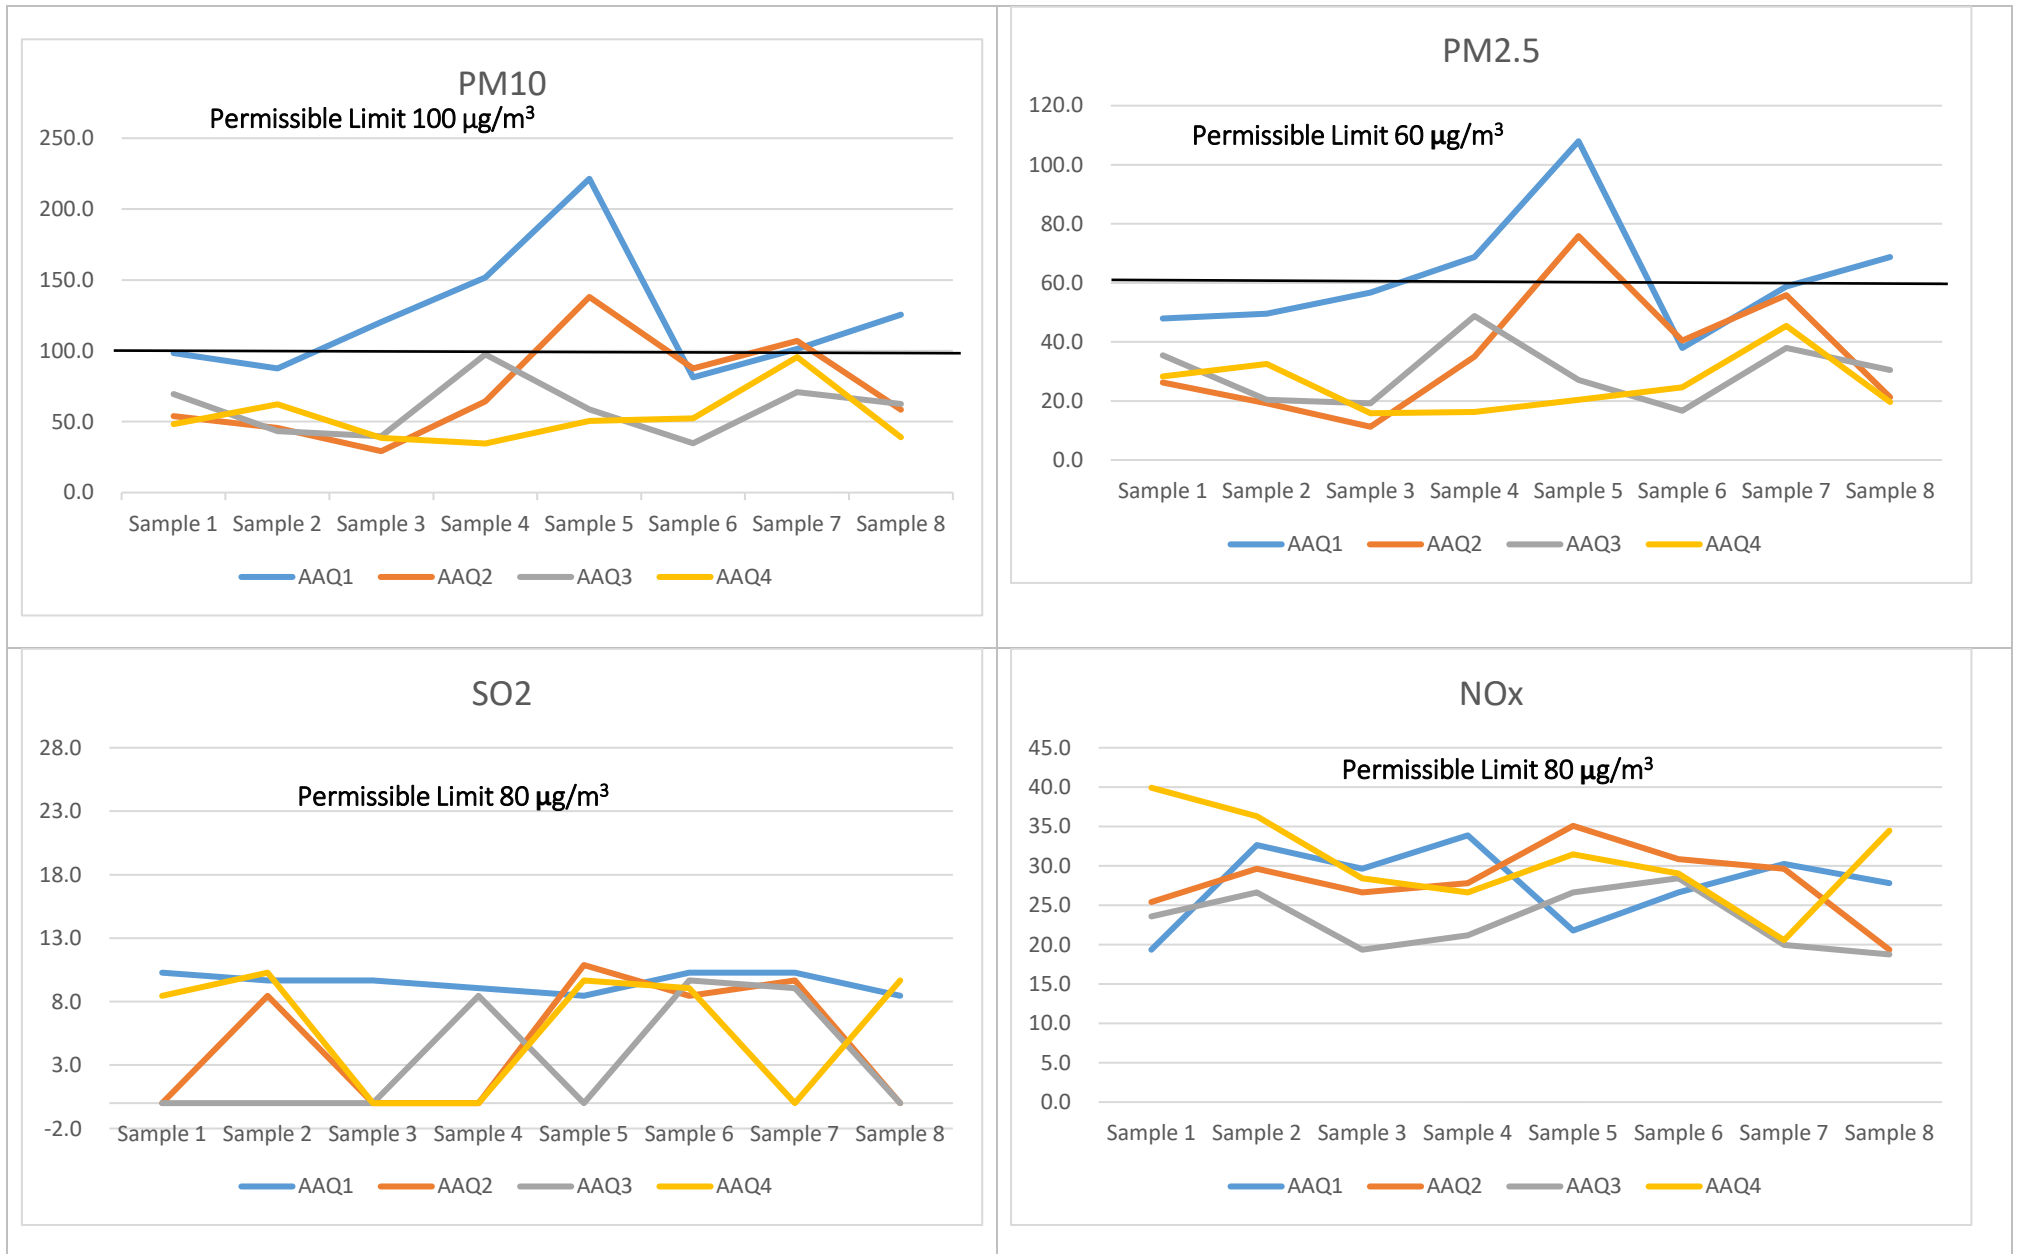 PM10
Permissible Limit 100 µg/m³
250.0
200.0
150.0
100.0
50.0
0.0
Sample 1 Sample 2 Sample 3 Sample 4 Sample 5 Sample 6 Sample 7 Sample 8
AAQ1 AAQ2 AAQ3 AAQ4
PM2.5
120.0
Permissible Limit 60 µg/m³
100.0
80.0
60.0
40.0
20.0
0.0
Sample 1 Sample 2 Sample 3 Sample 4 Sample 5 Sample 6 Sample 7 Sample 8
AAQ1 AAQ2 AAQ3 AAQ4
SO2
28.0
Permissible Limit 80 µg/m³
23.0
18.0
13.0
8.0
3.0
-2.0
Sample 1 Sample 2 Sample 3 Sample 4 Sample 5 Sample 6 Sample 7 Sample 8
AAQ1 AAQ2 AAQ3 AAQ4
NOx
45.0
Permissible Limit 80 µg/m³
40.0
35.0
30.0
25.0
20.0
15.0
10.0
5.0
0.0
Sample 1 Sample 2 Sample 3 Sample 4 Sample 5 Sample 6 Sample 7 Sample 8
AAQ1 AAQ2 AAQ3 AAQ4